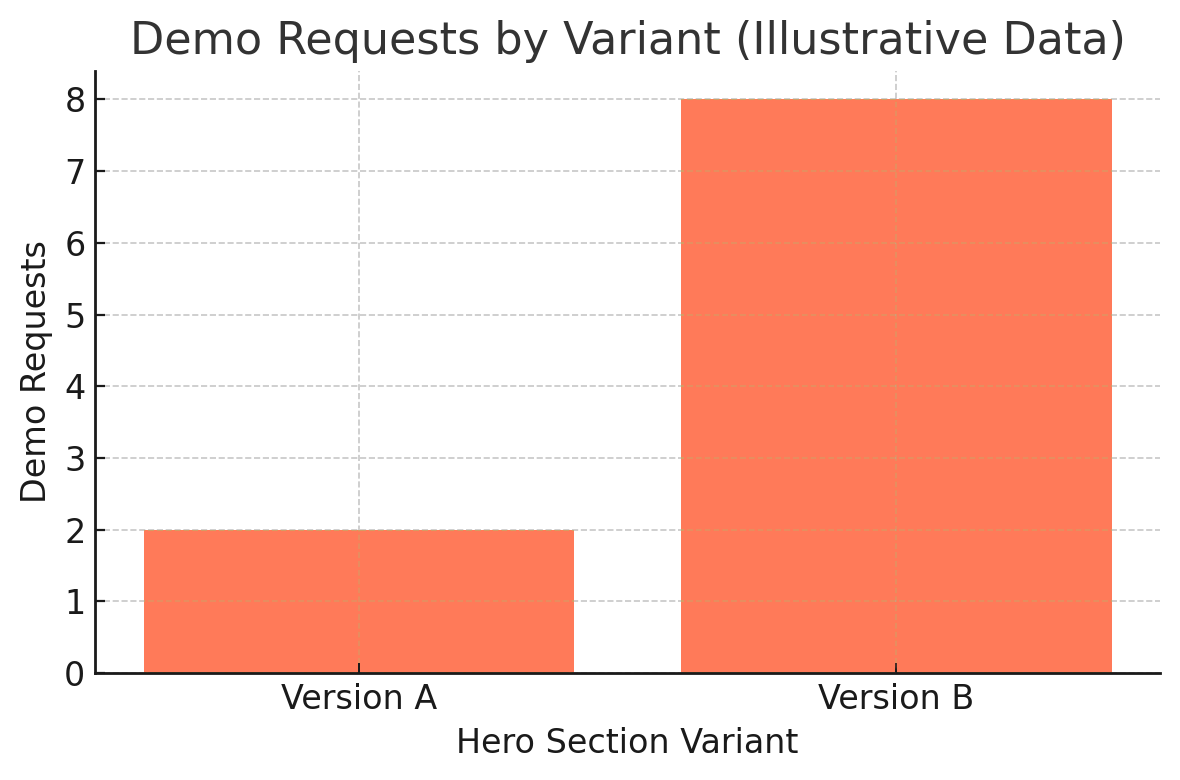 Demo Requests by Variant (Illustrative Data)
8
7
6
5
4
3
2
1
0
Demo Requests
Version A
Version B
Hero Section Variant